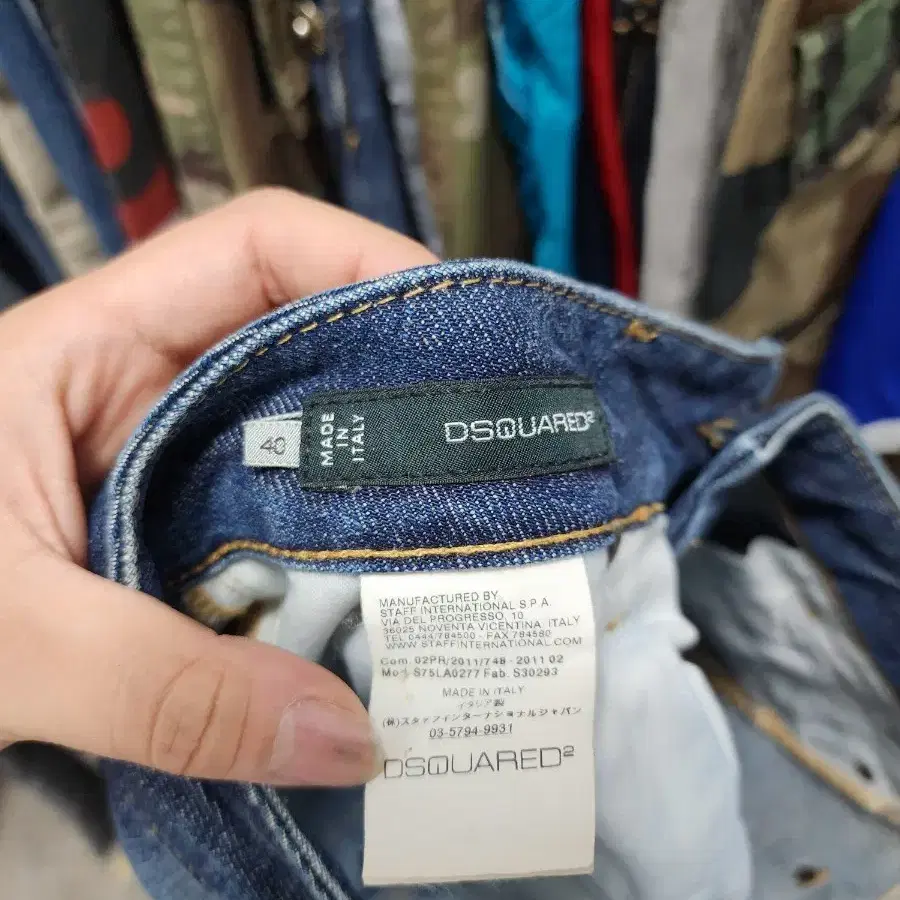 40
MADE
IN
ITALY
DSQUARED²
MANUFACTURED BY
STAFF INTERNATIONAL S.P.A.
VIA DEL PROGRESSO, 10
36025 NOVENTA VICENTINA, ITALY
TEL 0444/784500 - FAX 784580
WWW.STAFFINTERNATIONAL.COM
Com. 02PR/2011/748 - 2011 02
Mod. S75LA0277 Fab. S30293
MADE IN ITALY
イタリア製
(株)スタッフインターナショナルジャパン
03-5794-9931
DSQUARED²